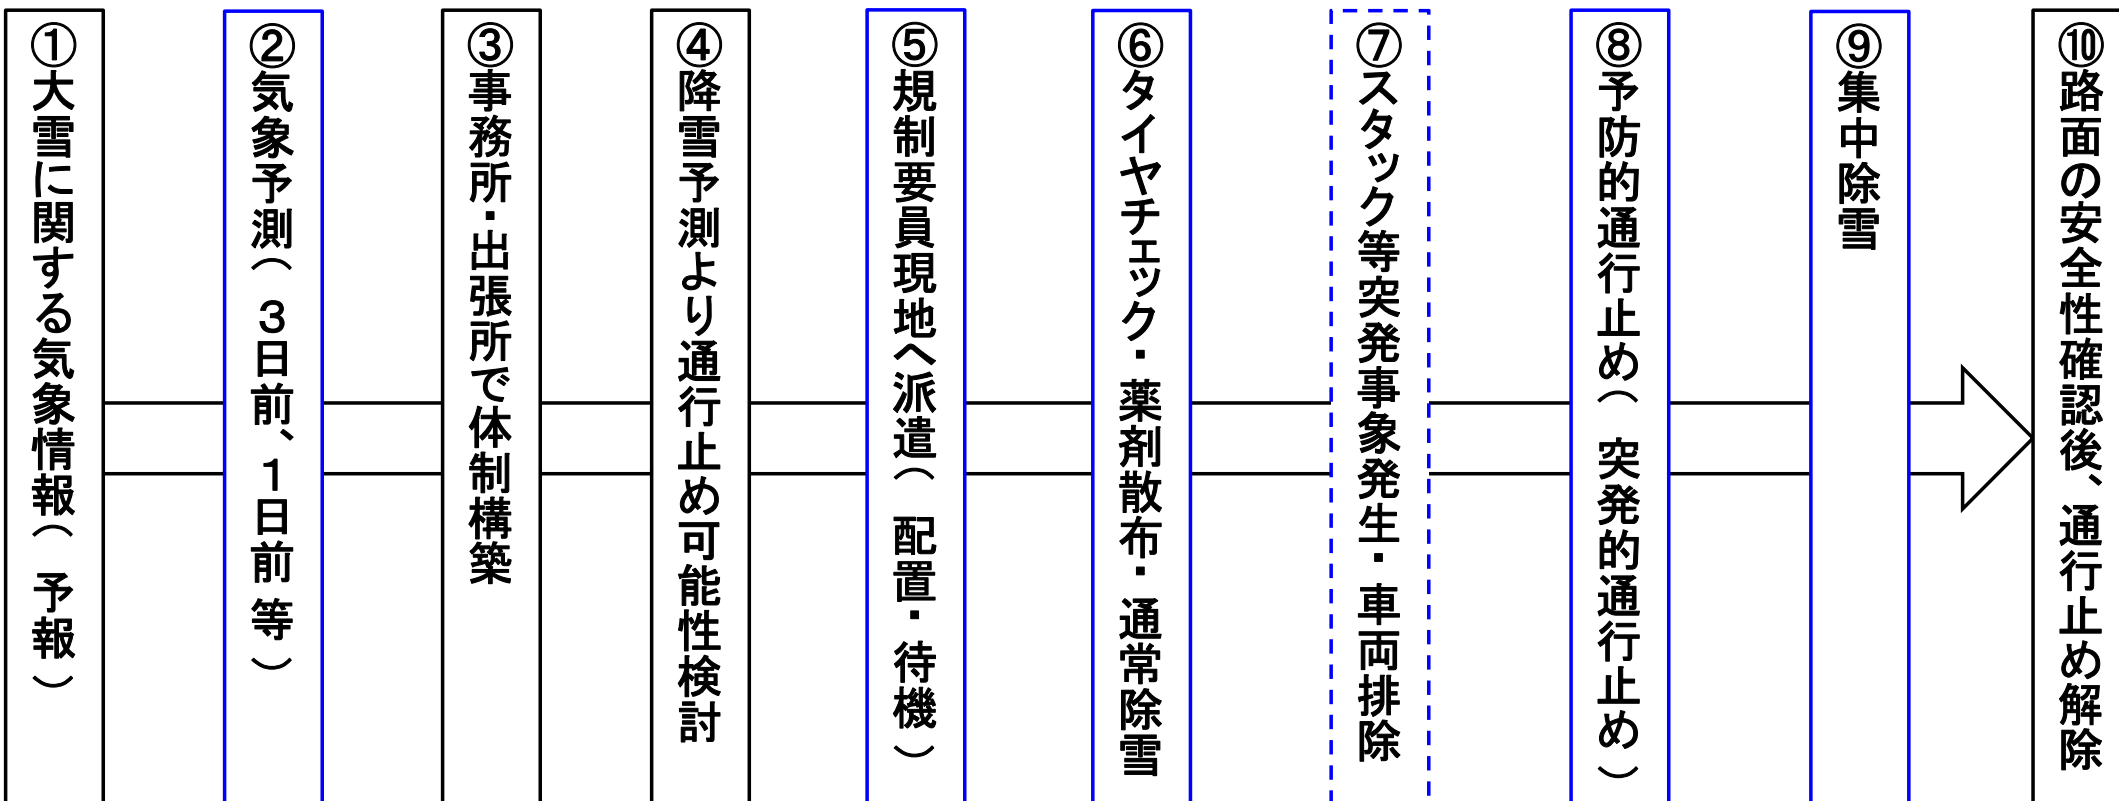 ①大雪に関する気象情報(予報)
②気象予測(3日前、1日前等)
③事務所・出張所で体制構築
④降雪予測より通行止め可能性検討
⑤規制要員現地へ派遣(配置・待機)
⑥タイヤチェック・薬剤散布・通常除雪
⑦スタック等突発事象発生・車両排除
⑧予防的通行止め(突発的通行止め)
⑨集中除雪
⑩路面の安全性確認後、通行止め解除